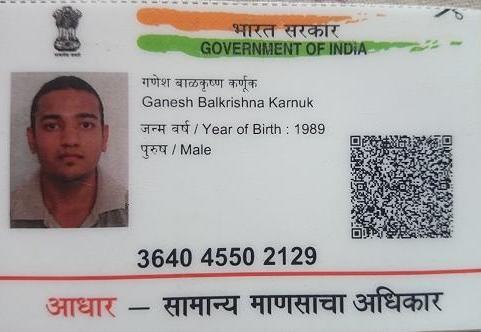 भारत सरकार
GOVERNMENT OF INDIA
गणेश बाळकृष्ण कर्णूक
Ganesh Balkrishna Karnuk
जन्म वर्ष / Year of Birth : 1989
पुरुष / Male
3640 4550 2129
आधार — सामान्य माणसाचा अधिकार